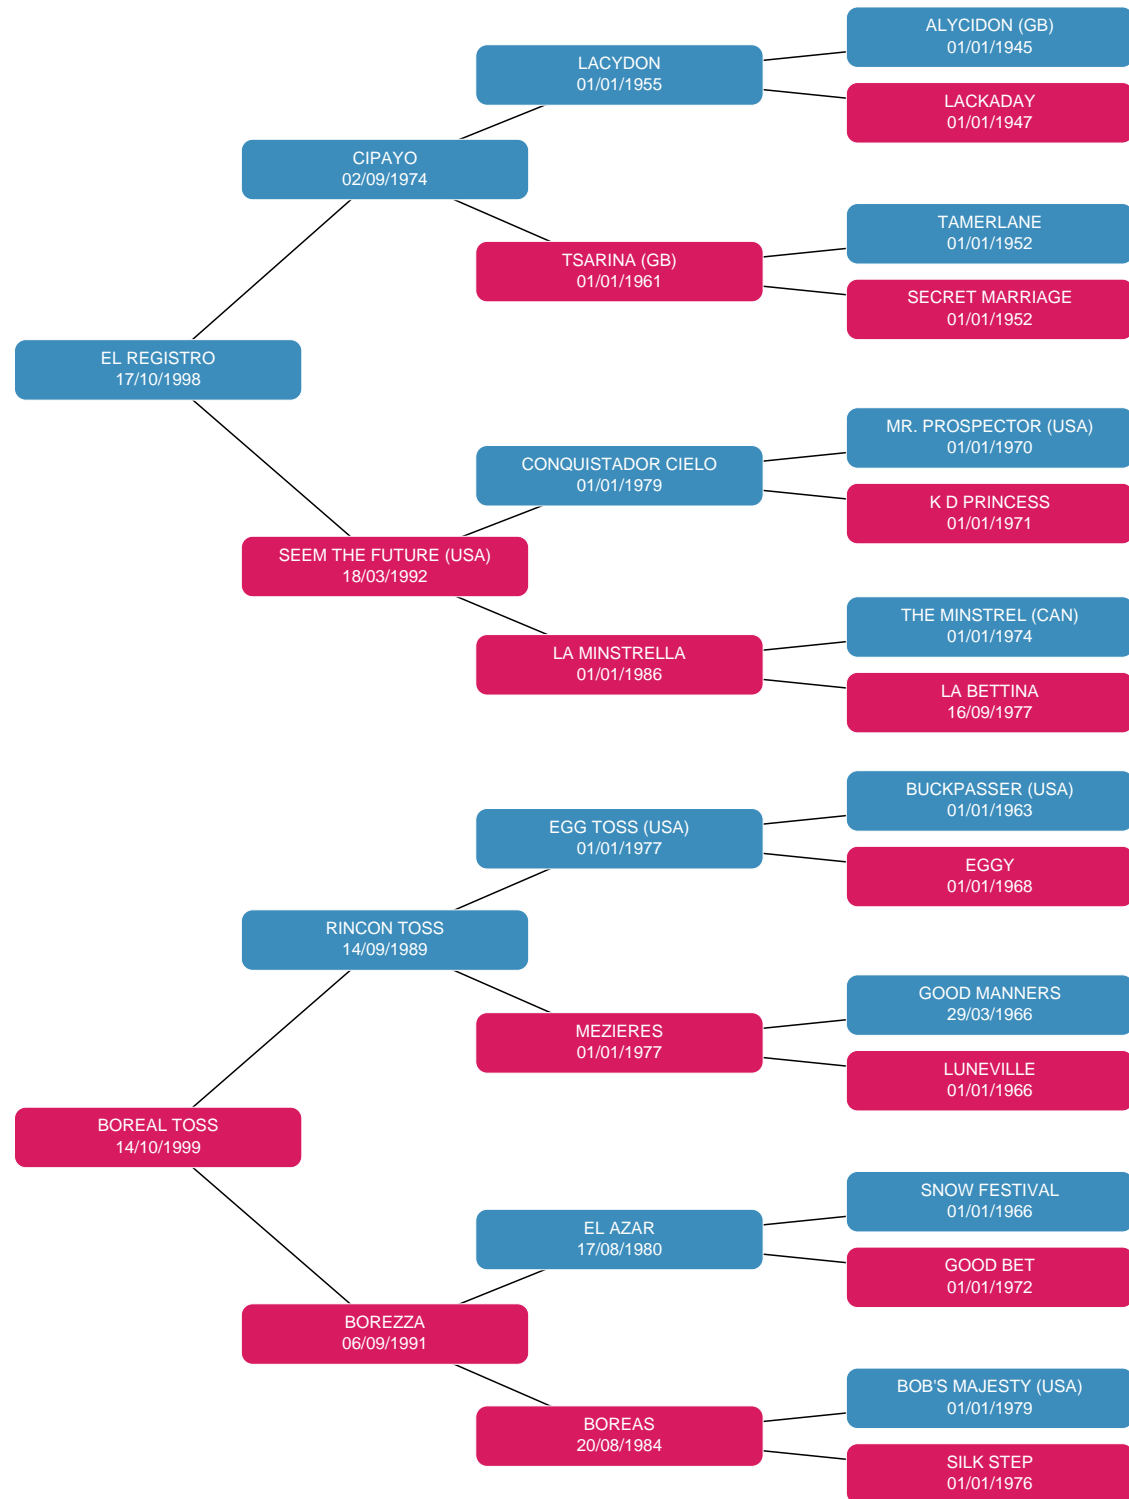 ALYCIDON (GB)
01/01/1945
LACYDON
01/01/1955
LACKADAY
01/01/1947
CIPAYO
02/09/1974
TAMERLANE
01/01/1952
TSARINA (GB)
01/01/1961
SECRET MARRIAGE
01/01/1952
EL REGISTRO
17/10/1998
MR. PROSPECTOR (USA)
01/01/1970
CONQUISTADOR CIELO
01/01/1979
K D PRINCESS
01/01/1971
SEEM THE FUTURE (USA)
18/03/1992
THE MINSTREL (CAN)
01/01/1974
LA MINSTRELLA
01/01/1986
LA BETTINA
16/09/1977
BUCKPASSER (USA)
01/01/1963
EGG TOSS (USA)
01/01/1977
EGGY
01/01/1968
RINCON TOSS
14/09/1989
GOOD MANNERS
29/03/1966
MEZIERES
01/01/1977
LUNEVILLE
01/01/1966
BOREAL TOSS
14/10/1999
SNOW FESTIVAL
01/01/1966
EL AZAR
17/08/1980
GOOD BET
01/01/1972
BOREZZA
06/09/1991
BOB'S MAJESTY (USA)
01/01/1979
BOREAS
20/08/1984
SILK STEP
01/01/1976